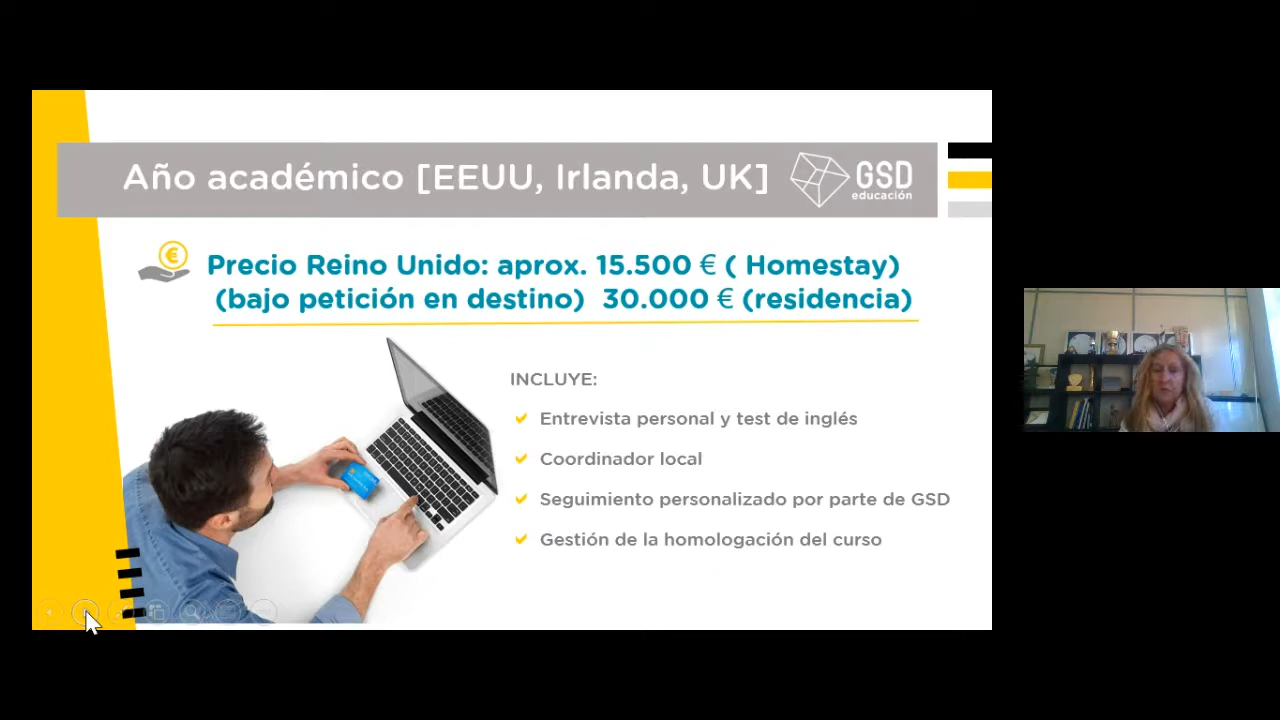 Año académico [EEUU, Irlanda, UK]
GSD
educación
€
Precio Reino Unido: aprox. 15.500 € ( Homestay)
(bajo petición en destino) 30.000 € (residencia)
INCLUYE:
Entrevista personal y test de inglés
Coordinador local
Seguimiento personalizado por parte de GSD
Gestión de la homologación del curso